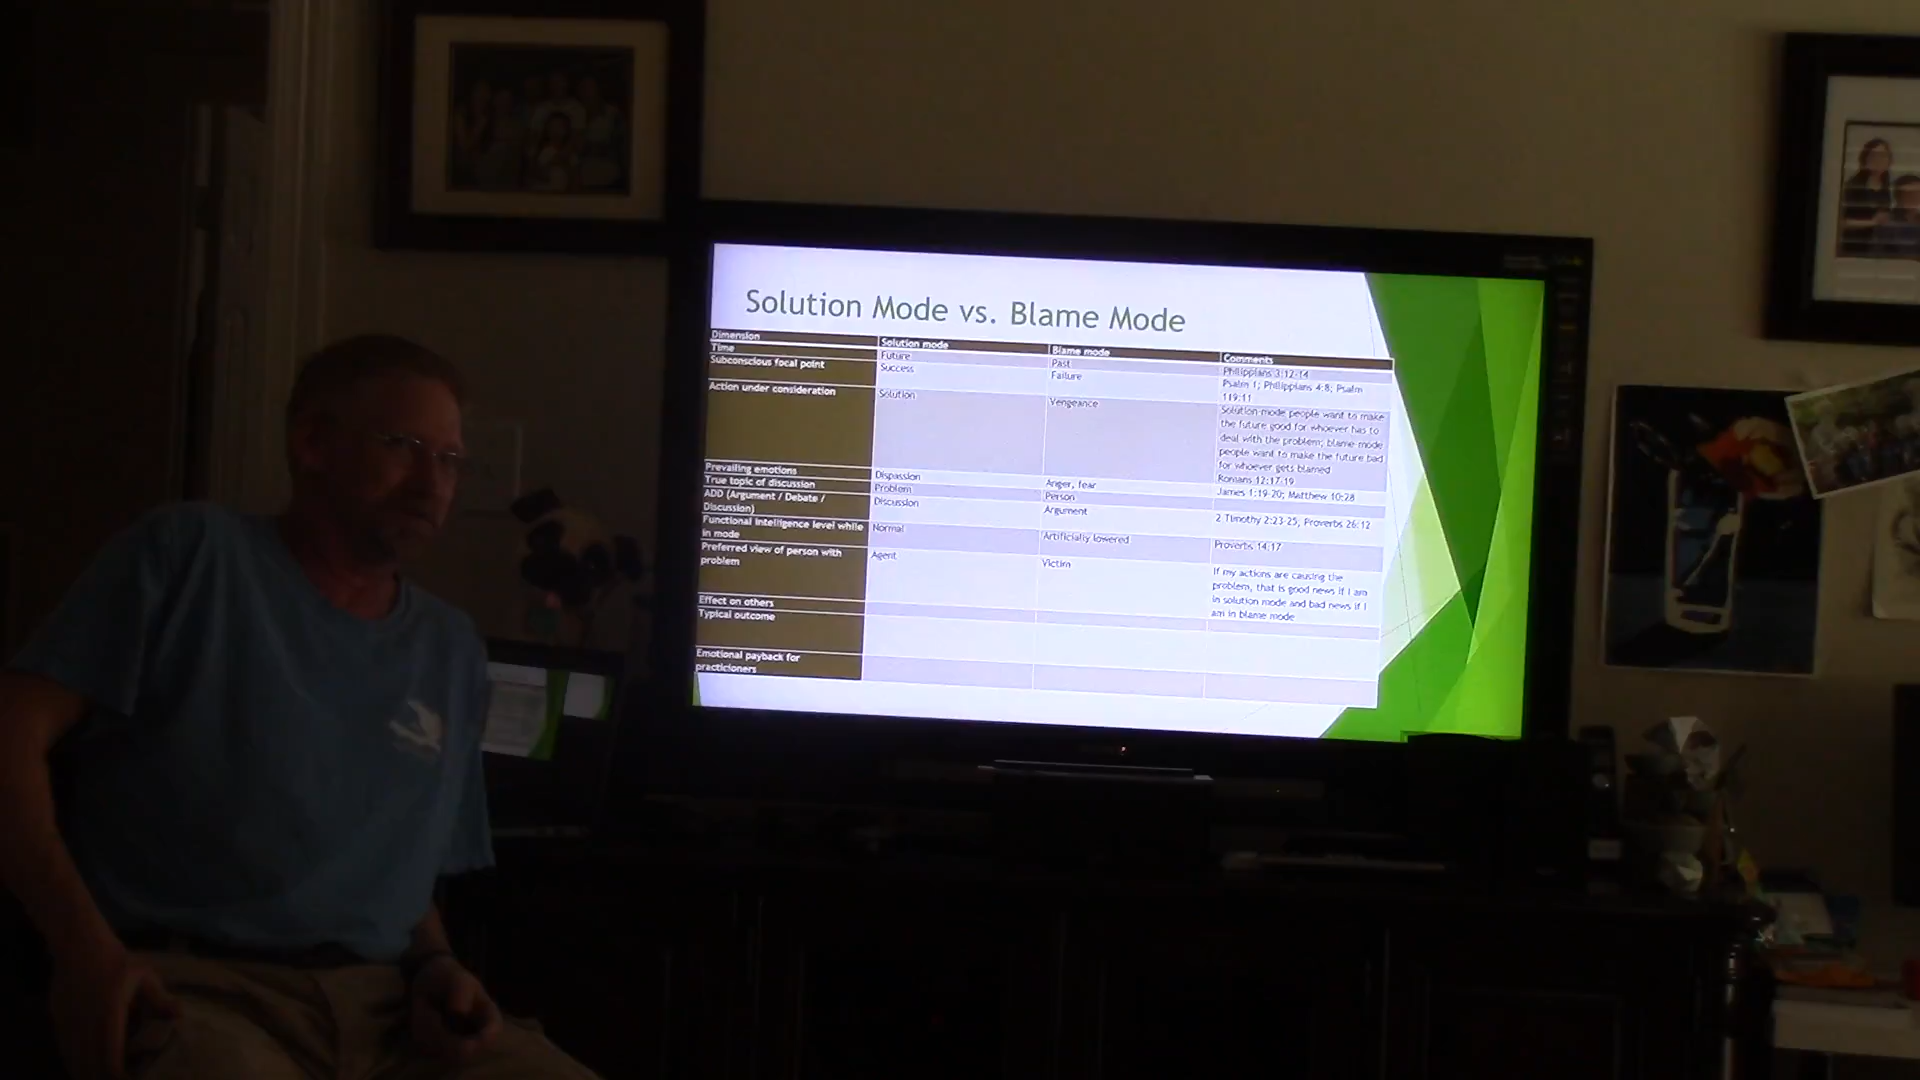 Solution Mode vs. Blame Mode
Dimension Solution mode Blame mode Comments
Time Future Past Philippians 3:12-14
Subconscious focal point Success Failure Psalm 1; Philippians 4:8; Psalm
119:11
Action under consideration Solution Vengeance Solution mode people want to make
the future good for whoever has to
deal with the problem; blame mode
people want to make the future bad
for whoever gets blamed
Romans 12:17-19
Prevailing emotions Dispassion Anger, fear James 1:19-20; Matthew 10:28
True topic of discussion Problem Person
ADD (Argument / Debate / Discussion Argument 2 Timothy 2:23-25, Proverbs 26:12
Discussion)
Functional intelligence level while Normal Artificially lowered Proverbs 14:17
in mode
Preferred view of person with Agent Victim If my actions are causing the
problem problem, that is good news if I am
in solution mode and bad news if I
am in blame mode
Effect on others
Typical outcome
Emotional payback for
practicioners